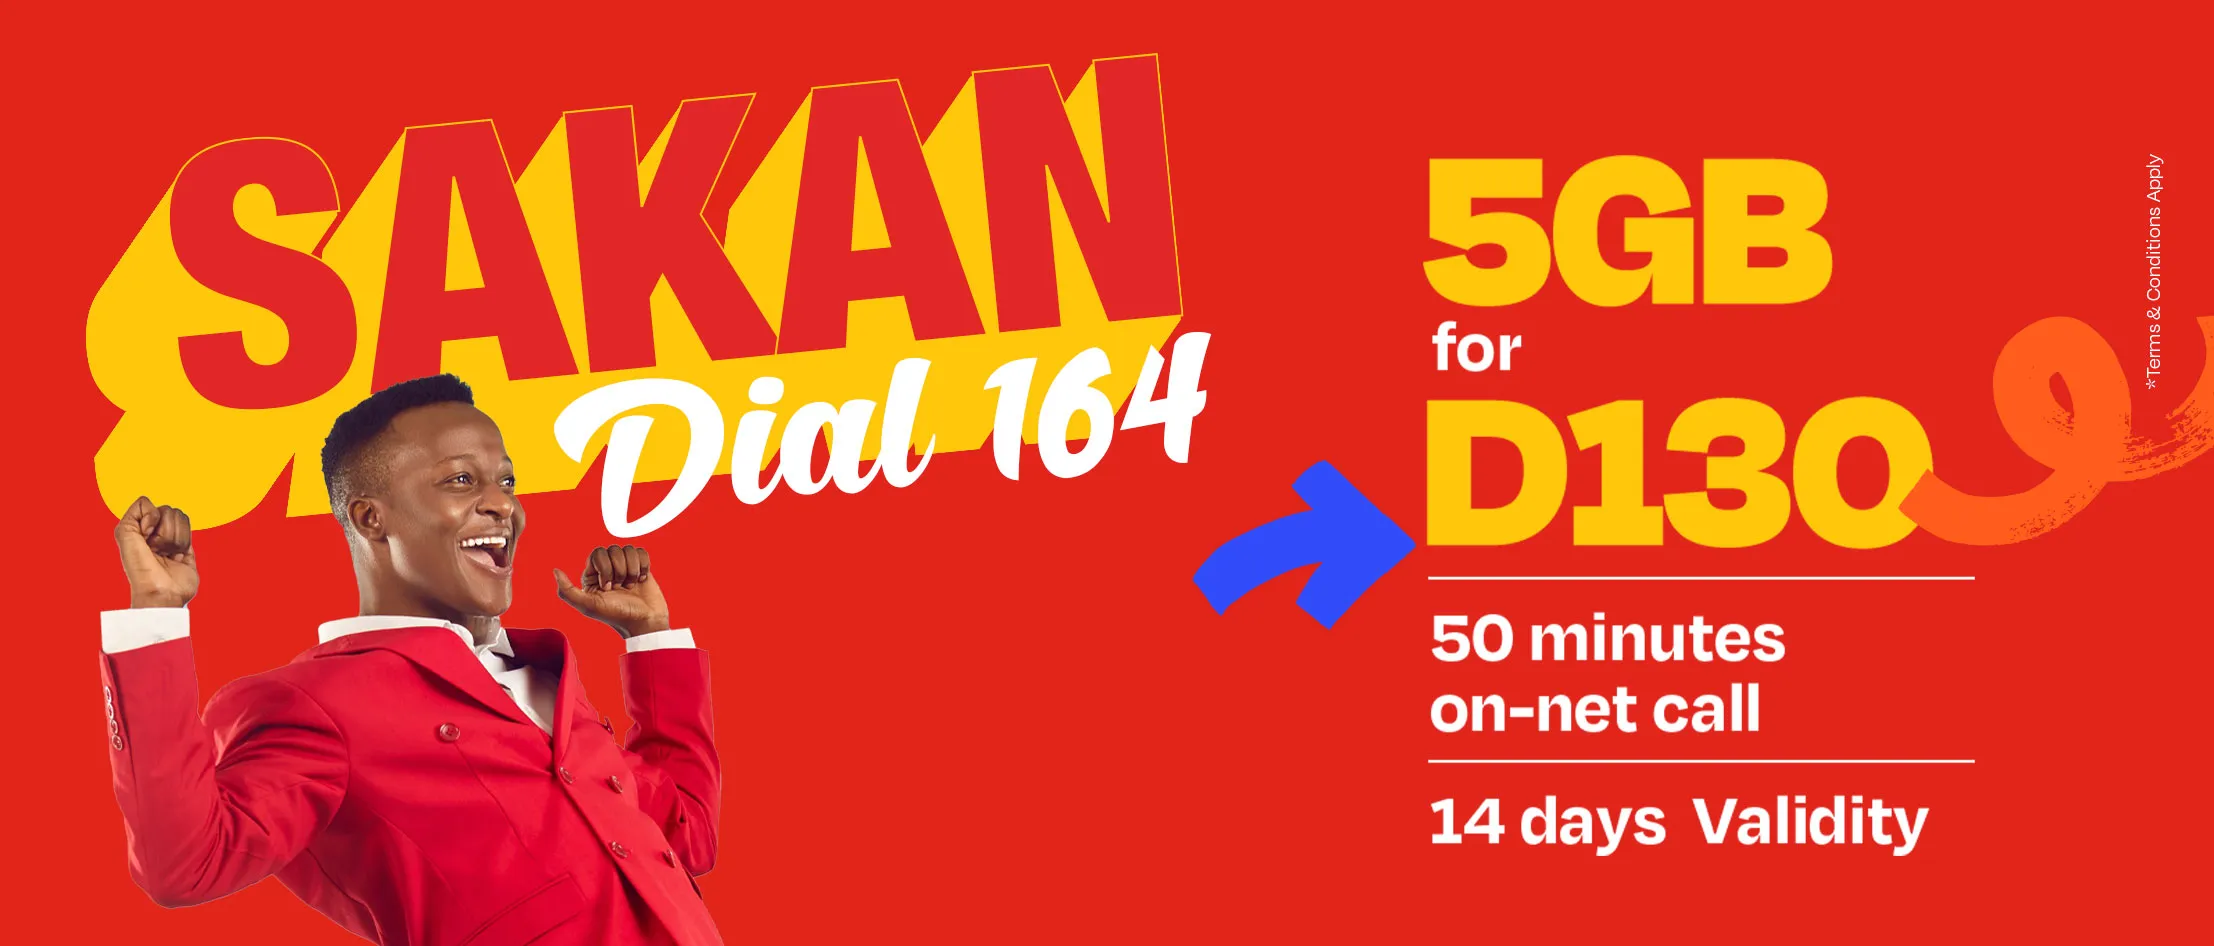 SAKAN
Dial 164
5GB
for
D130
50 minutes
on-net call
14 days Validity
*Terms & Conditions Apply